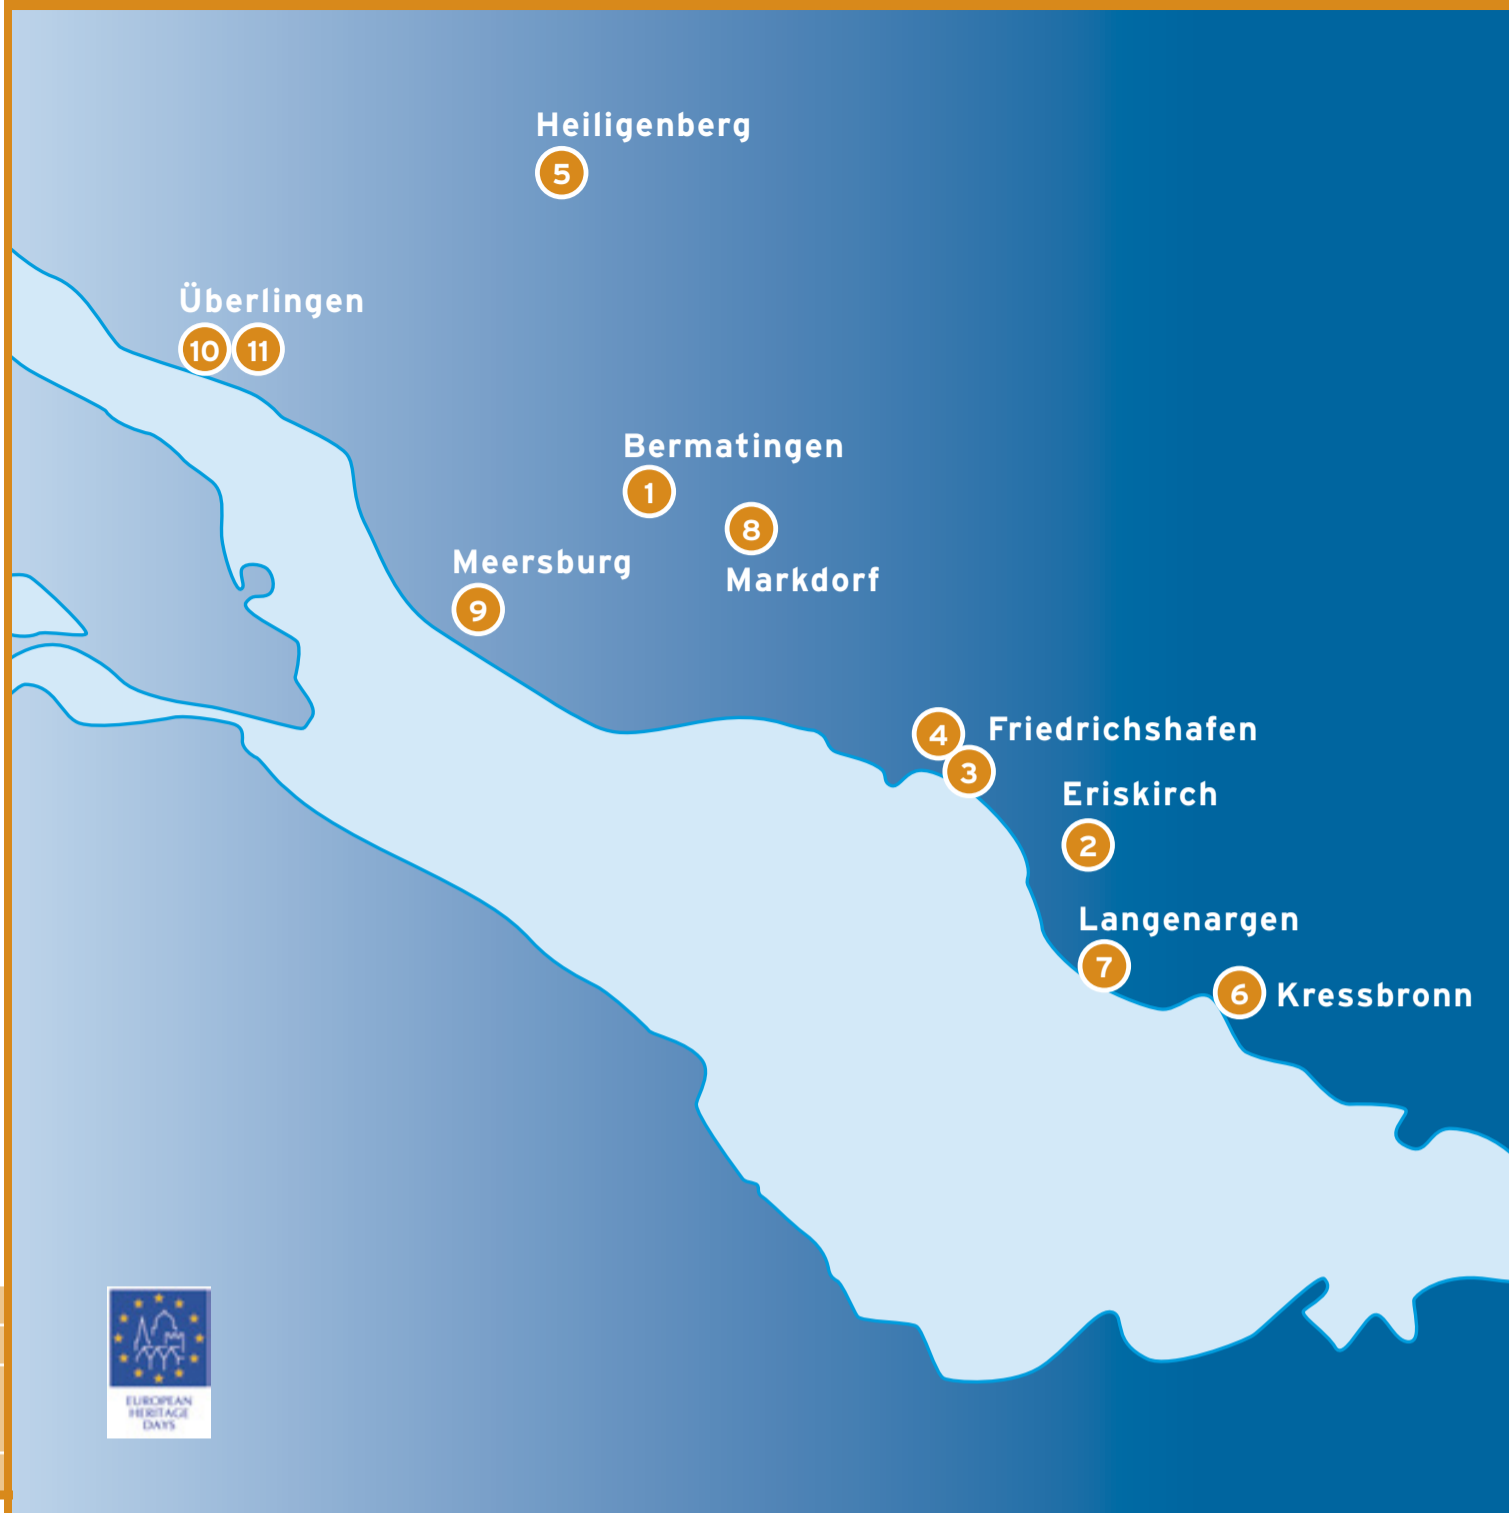 Heiligenberg
5
Überlingen
10 11
Bermatingen
1
8
Markdorf
Meersburg
9
4
Friedrichshafen
3
Eriskirch
2
Langenargen
7
6 Kressbronn
EUROPEAN
HERITAGE
DAYS